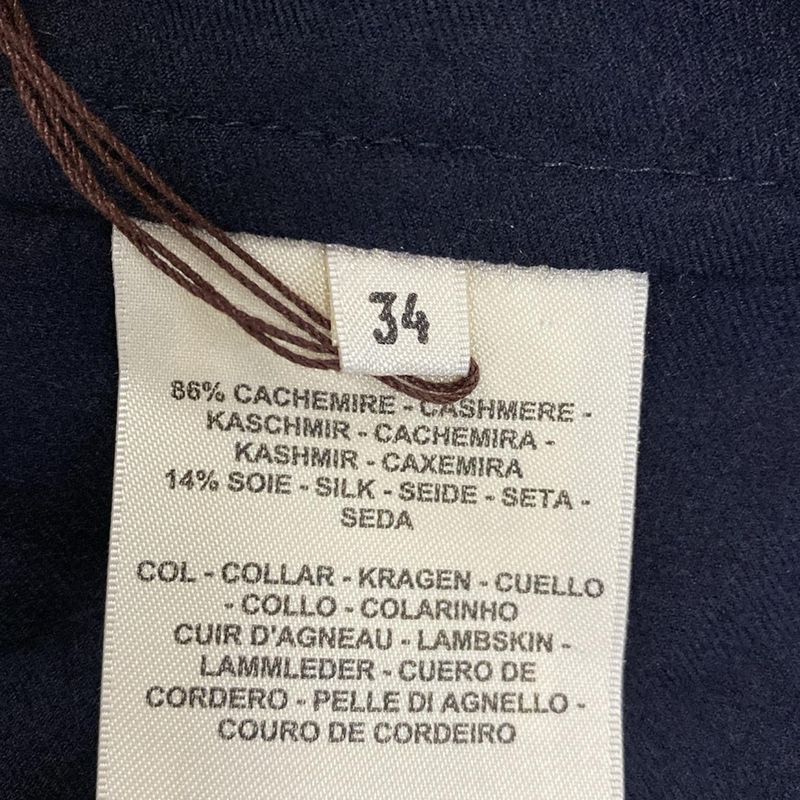 34
86% CACHEMIRE - CASHMERE -
KASCHMIR - CACHEMIRA -
KASHMIR - CAXEMIRA
14% SOIE - SILK - SEIDE - SETA -
SEDA
COL - COLLAR - KRAGEN - CUELLO
- COLLO - COLARINHO
CUIR D'AGNEAU - LAMBSKIN -
LAMMLEDER - CUERO DE
CORDERO - PELLE DI AGNELLO -
COURO DE CORDEIRO